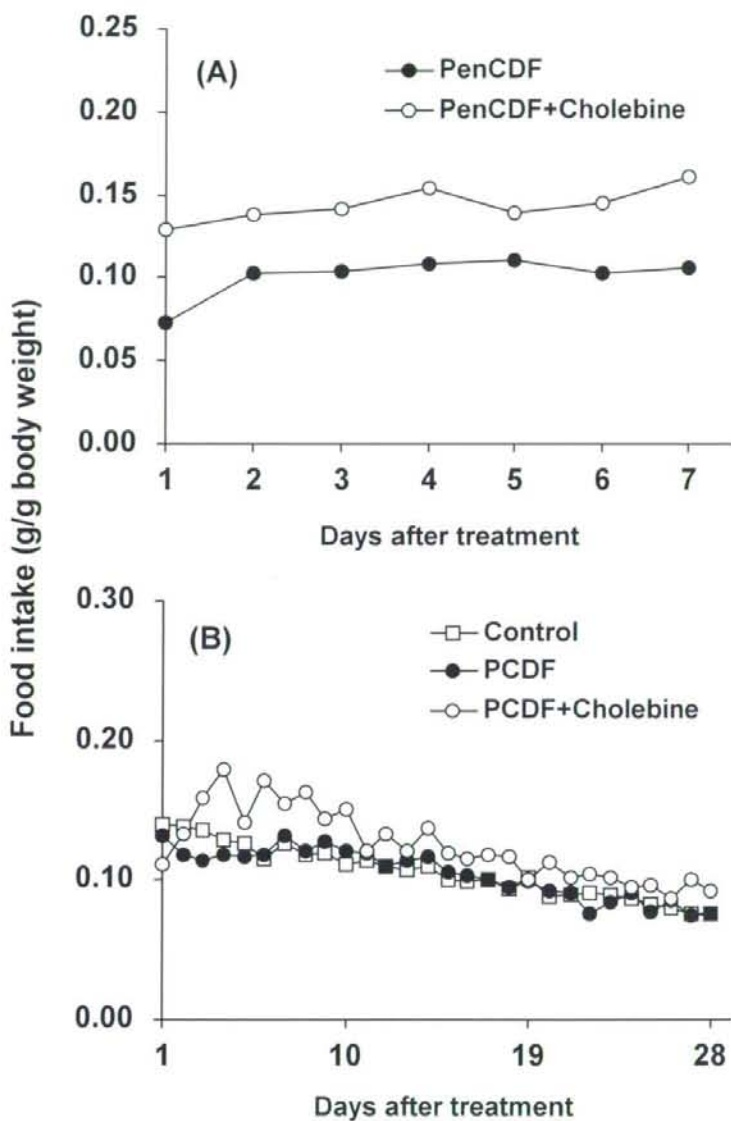 Food intake (g/g body weight)
0.25
0.20
0.15
0.10
0.05
0.00
(A)
PenCDF
PenCDF+Cholebine
1 2 3 4 5 6 7
Days after treatment
0.30
0.20
0.10
0.00
(B)
Control
PCDF
PCDF+Cholebine
1 10 19 28
Days after treatment